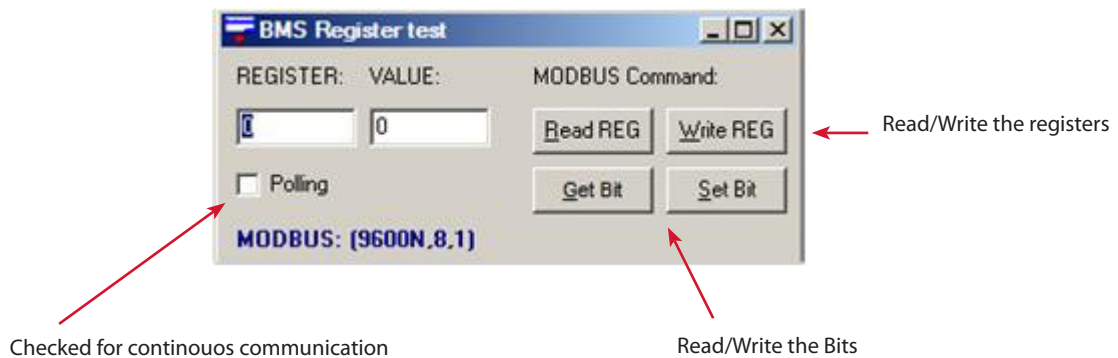 BMS Register test
REGISTER: VALUE: MODBUS Command:
0 0 Read REG Write REG
Read/Write the registers
Polling Get Bit Set Bit
MODBUS: (9600N,8,1)
Checked for continouos communication
Read/Write the Bits